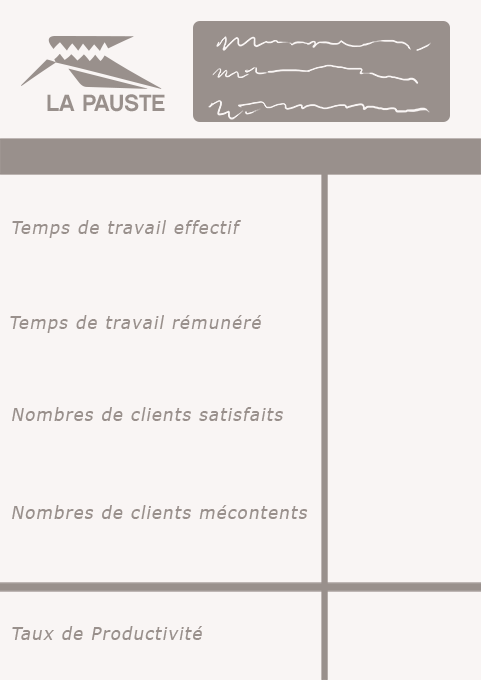 LA PAUSTE
Temps de travail effectif
Temps de travail rémunéré
Nombres de clients satisfaits
Nombres de clients mécontents
Taux de Productivité